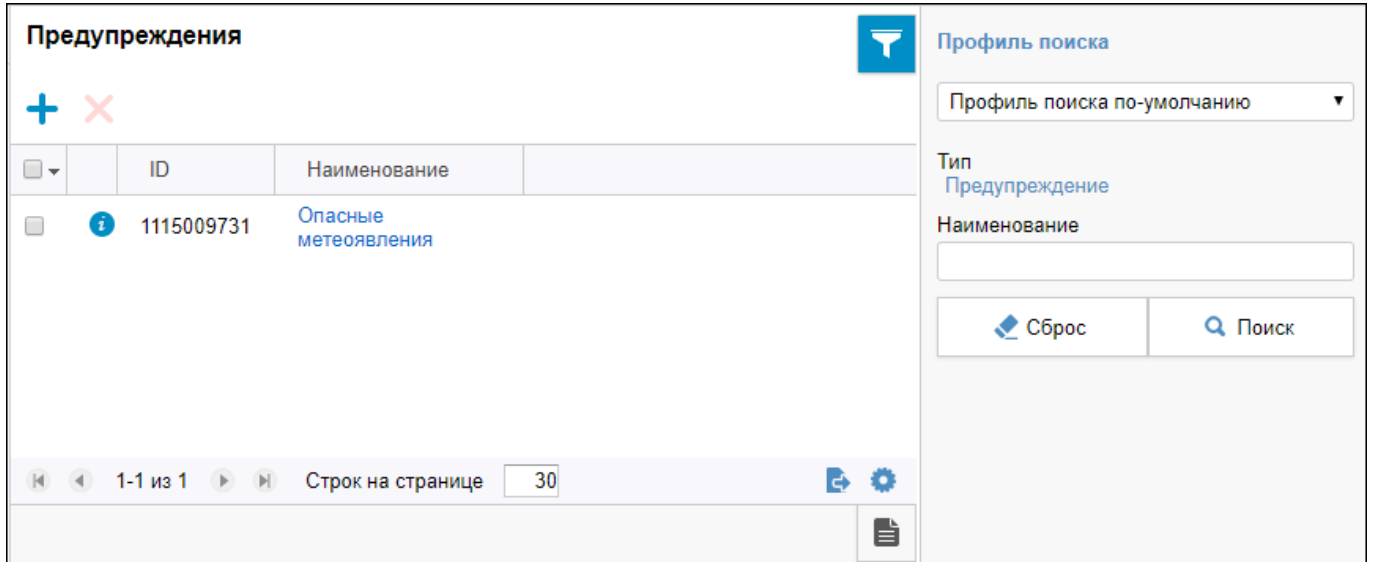 Предупреждения
ID
Наименование
1115009731
Опасные
метеоявления
1-1 из 1
Строк на странице
30
Профиль поиска
Профиль поиска по-умолчанию
Тип
Предупреждение
Наименование
Сброс
Поиск